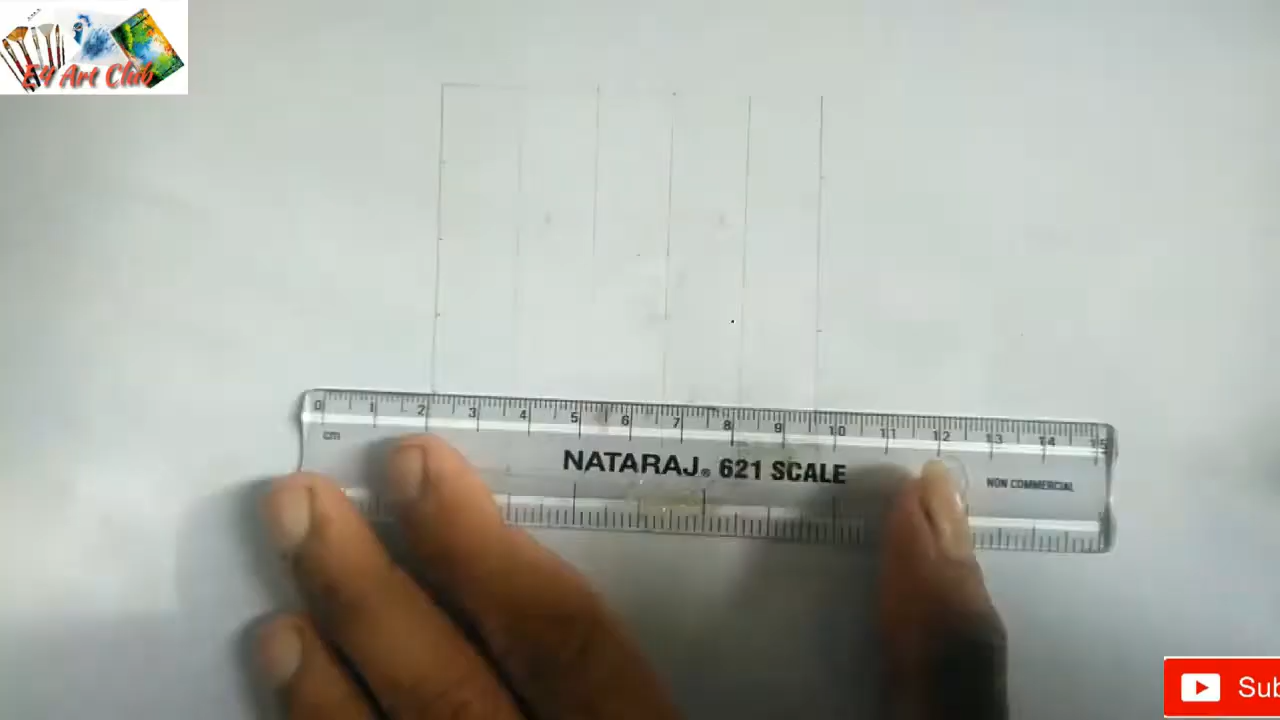 E4 Art Club
0 1 2 3 4 5 6 7 8 9 10 11 12 13 14 15
cm
NATARAJ® 621 SCALE
NON COMMERCIAL
Sub